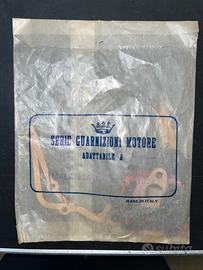 SERIE GUARNIZIONI MOTORE
ADATTABILE A
MADE IN ITALY
subito